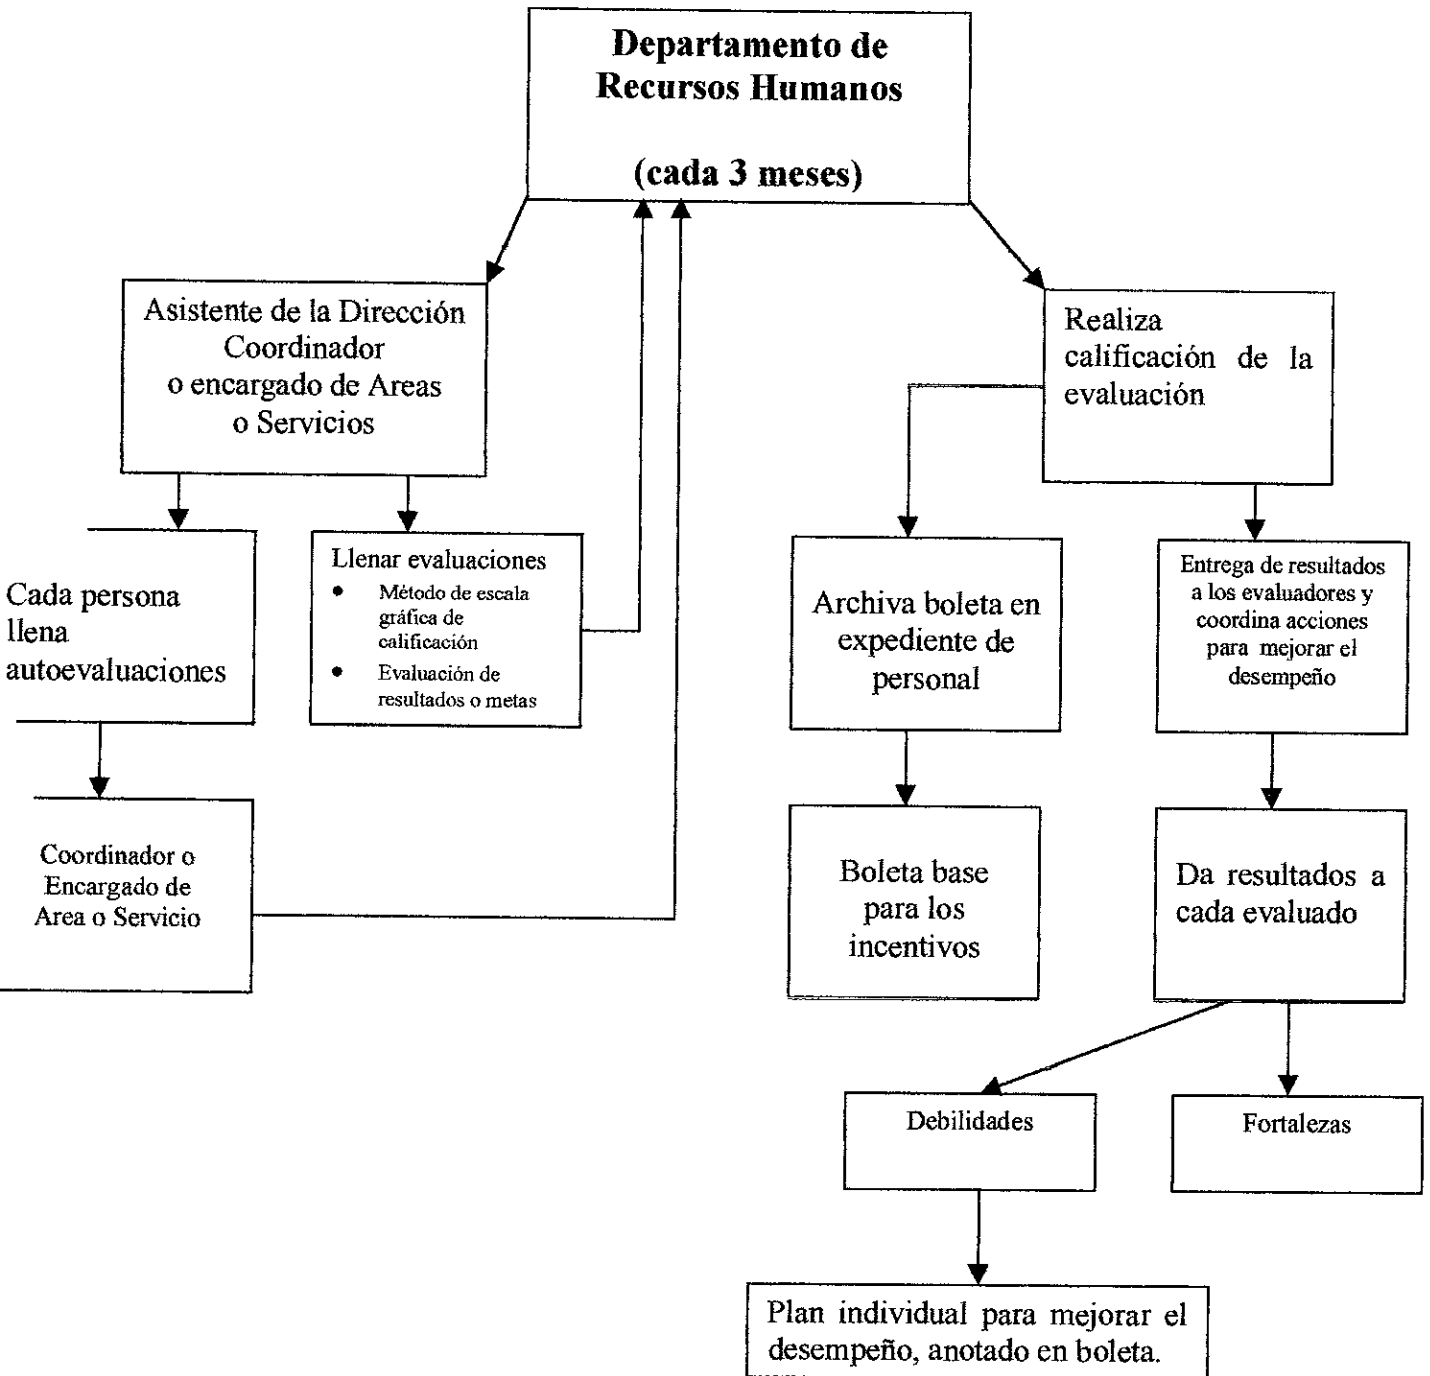 Departamento de
Recursos Humanos
(cada 3 meses)
Asistente de la Dirección
Coordinador
o encargado de Areas
o Servicios
Realiza
calificación de la
evaluación
Cada persona
llena
autoevaluaciones
Llenar evaluaciones
● Método de escala
gráfica de
calificación
● Evaluación de
resultados o metas
Archiva boleta en
expediente de
personal
Entrega de resultados
a los evaluadores y
coordina acciones
para mejorar el
desempeño
Coordinador o
Encargado de
Area o Servicio
Boleta base
para los
incentivos
Da resultados a
cada evaluado
Debilidades
Fortalezas
Plan individual para mejorar el
desempeño, anotado en boleta.